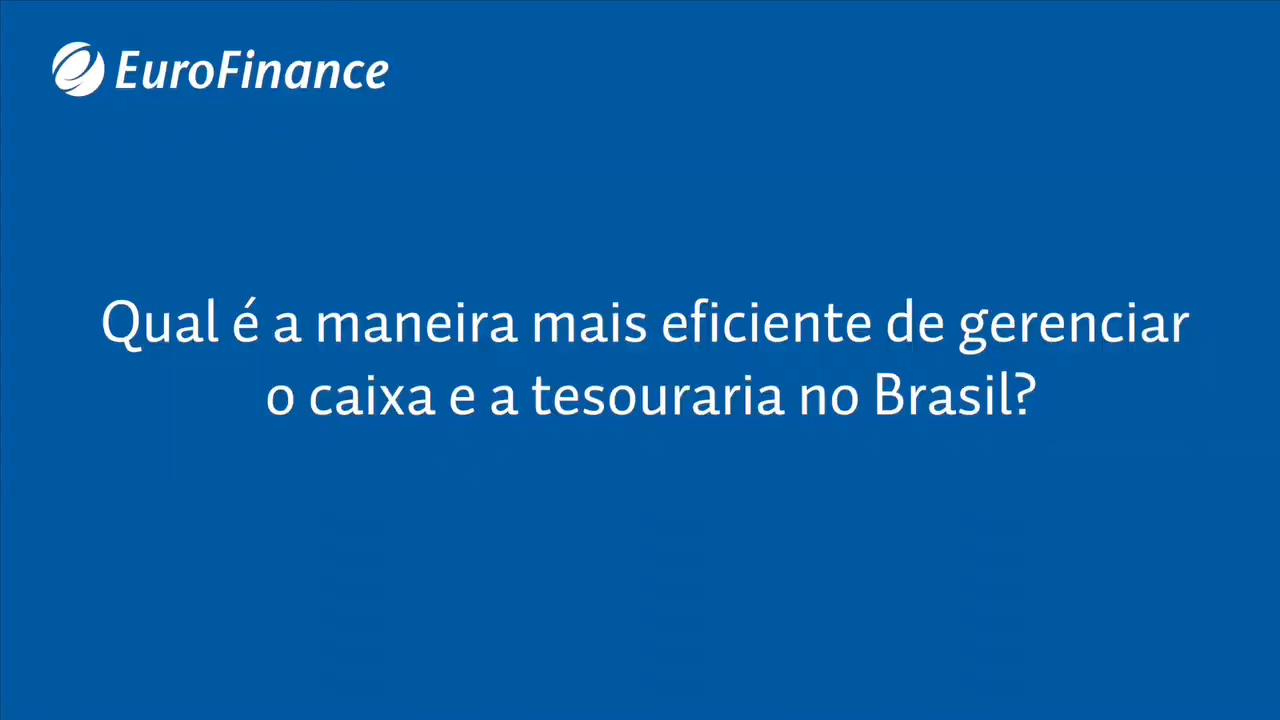 EuroFinance
Qual é a maneira mais eficiente de gerenciar
o caixa e a tesouraria no Brasil?